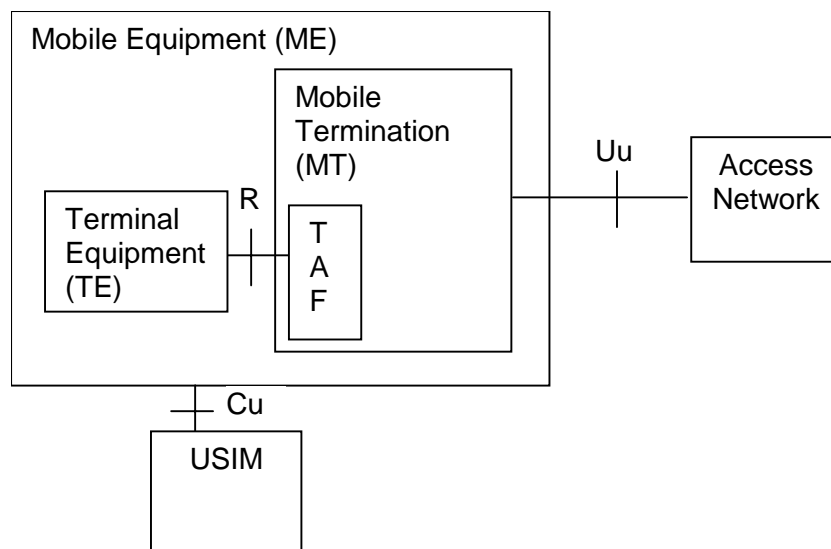 Mobile Equipment (ME)
Mobile
Termination
(MT)
Uu
Access
Network
R
Terminal
Equipment
(TE)
T
A
F
Cu
USIM